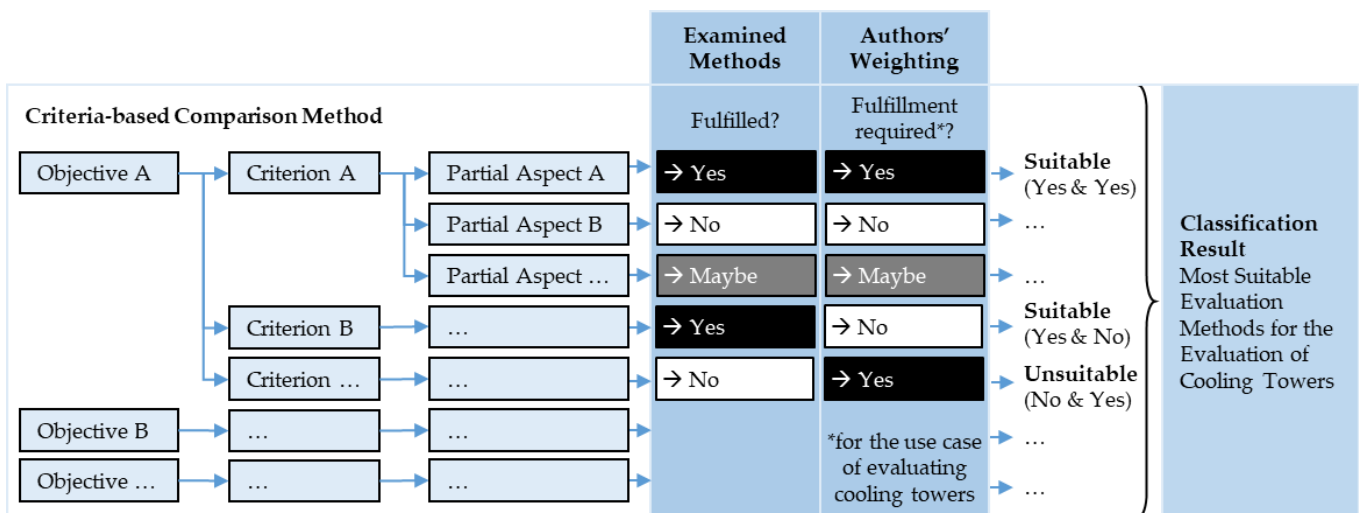 Examined
Methods
Authors'
Weighting
Criteria-based Comparison Method
Fulfilled?
Fulfillment
required*?
Objective A
Criterion A
Partial Aspect A
→ Yes
→ Yes
Suitable
(Yes & Yes)
Partial Aspect B
→ No
→ No
…
Partial Aspect …
→ Maybe
→ Maybe
…
Criterion B
…
→ Yes
→ No
Suitable
(Yes & No)
Criterion …
…
→ No
→ Yes
Unsuitable
(No & Yes)
Objective B
…
…
…
Objective …
…
…
…
*for the use case
of evaluating
cooling towers
Classification
Result
Most Suitable
Evaluation
Methods for the
Evaluation of
Cooling Towers